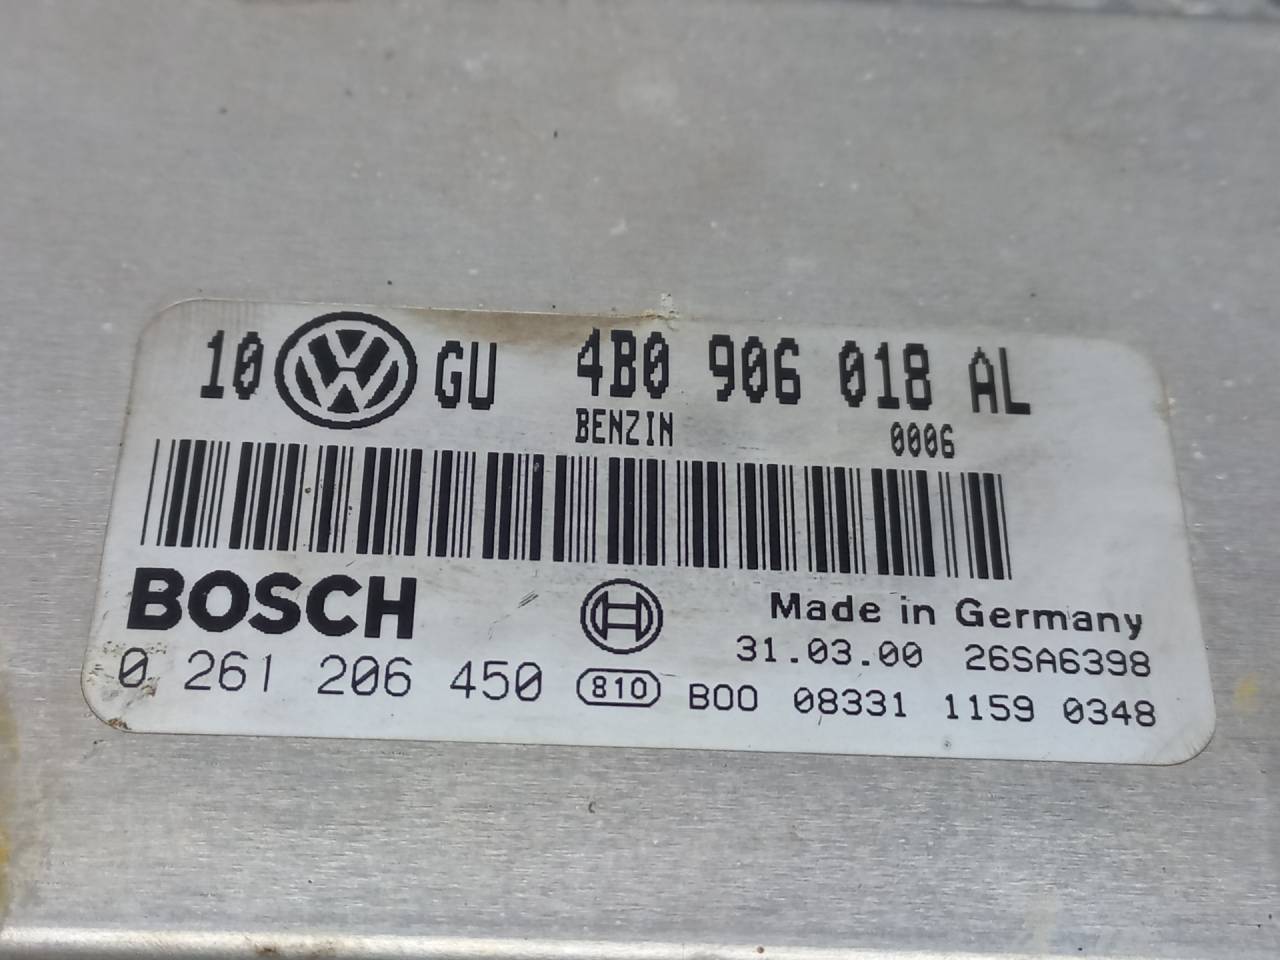 10 GU 4B0 906 018 AL
BENZIN 0006
BOSCH
Made in Germany
31.03.00 26SA6398
0 261 206 450 810 B00 08331 1159 0348